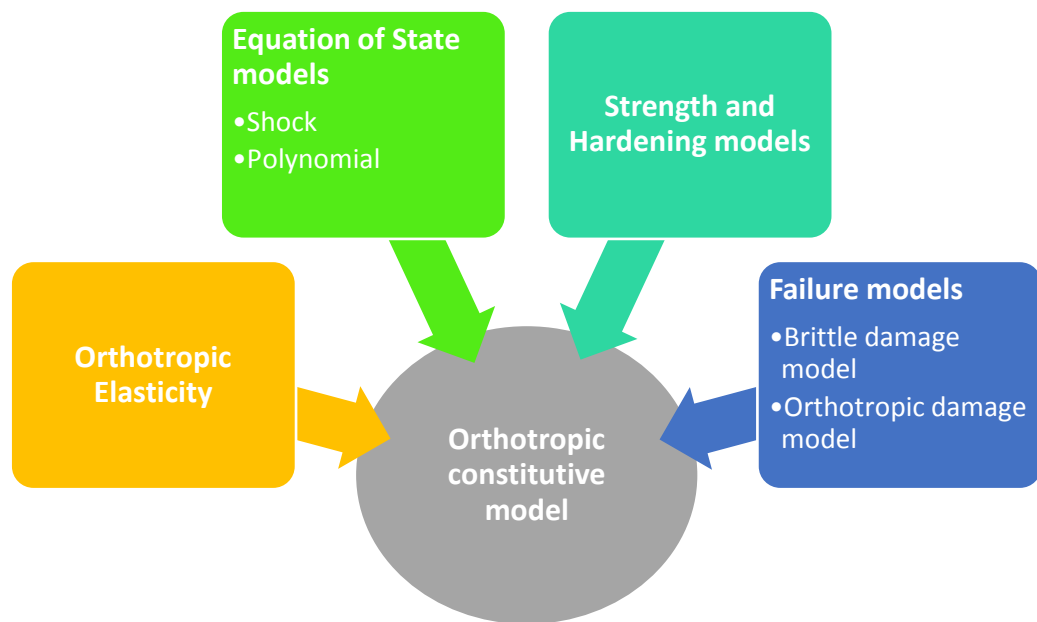 Equation of State
models
•Shock
•Polynomial
Strength and
Hardening models
Orthotropic
Elasticity
Failure models
•Brittle damage
model
•Orthotropic damage
model
Orthotropic
constitutive
model